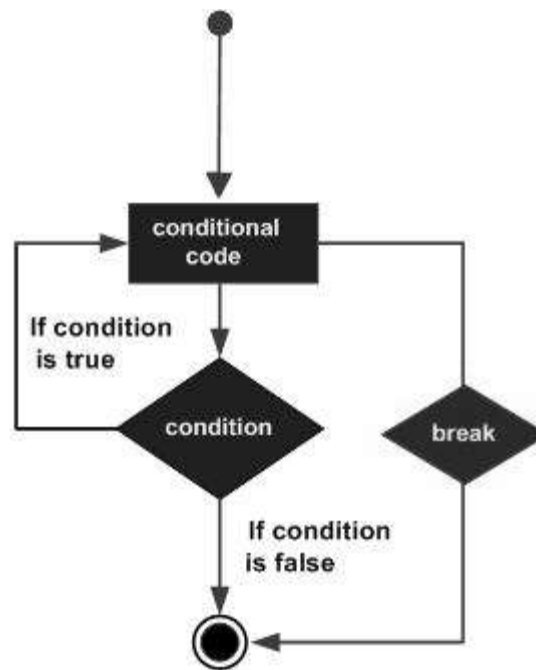 conditional
code
If condition
is true
condition
break
If condition
is false